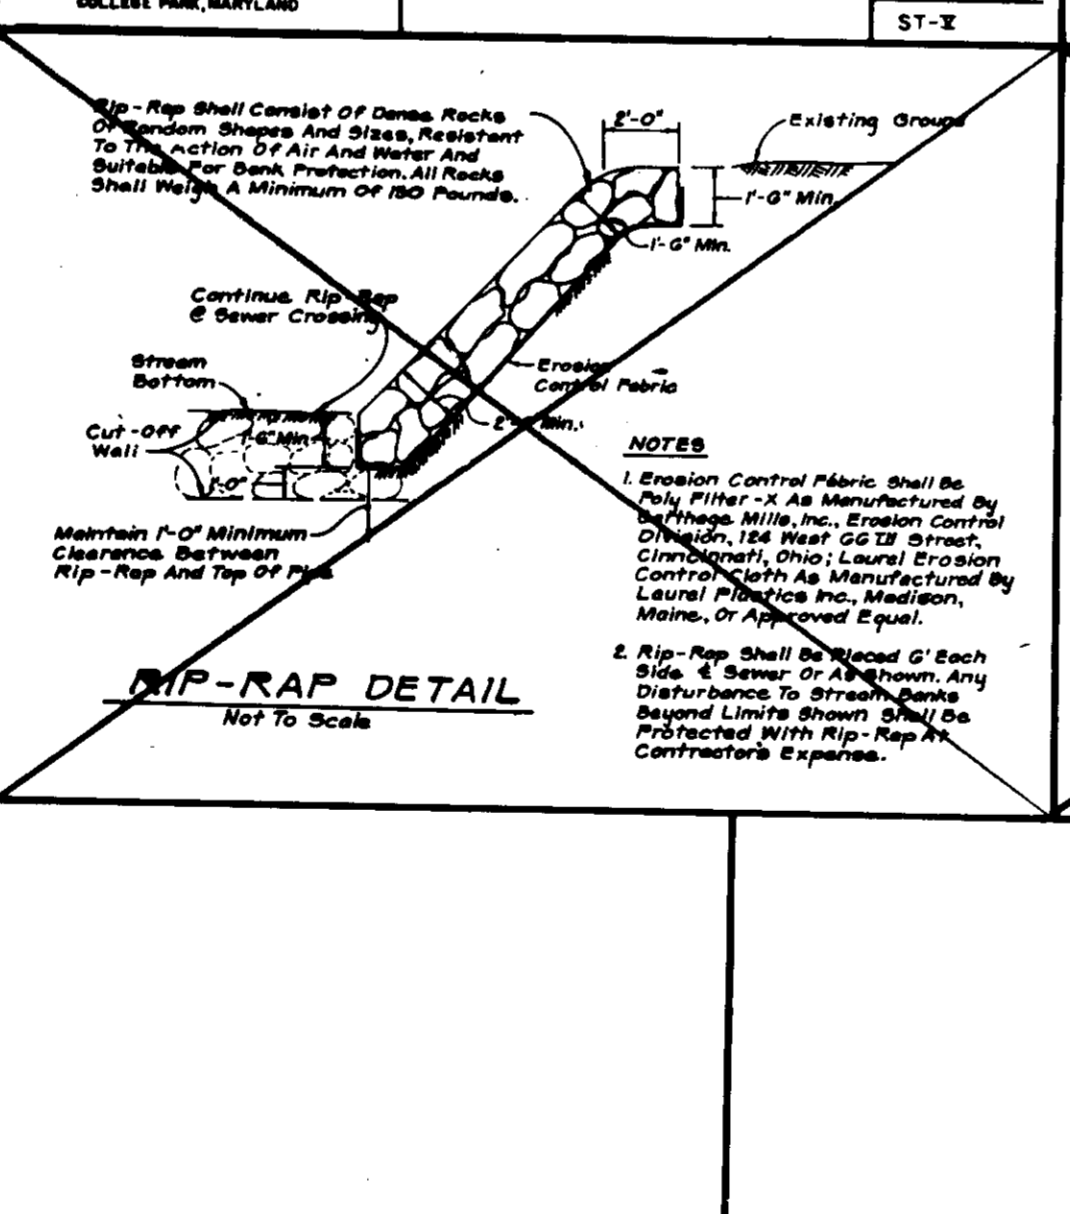 COLLEGE PARK, MARYLAND
ST-V
Rip-Rap Shall Consist Of Dense Rocks
Of Random Shapes And Sizes, Resistant
To The Action Of Air And Water And
Suitable For Bank Protection. All Rocks
Shall Weigh A Minimum Of 150 Pounds.
2'-0"
Existing Ground
1'-6" Min.
1'-6" Min.
Continue Rip-Rap
@ Sewer Crossing
Stream
Bottom
Erosion
Control Fabric
Cut-Off
Wall
1'-6" Min.
2' Min.
1'-0"
Maintain 1'-0" Minimum
Clearance Between
Rip-Rap And Top Of Pipe
RIP-RAP DETAIL
Not To Scale
NOTES
1. Erosion Control Fabric Shall Be
Poly Filter-X As Manufactured By
Carthage Mills, Inc., Erosion Control
Division, 124 West 66TH Street,
Cinncinnati, Ohio; Laurel Erosion
Control Cloth As Manufactured By
Laurel Plastics Inc., Madison,
Maine, Or Approved Equal.
2. Rip-Rap Shall Be Placed 6' Each
Side ℄ Sewer Or As Shown. Any
Disturbance To Stream Banks
Beyond Limits Shown Shall Be
Protected With Rip-Rap At
Contractor's Expense.